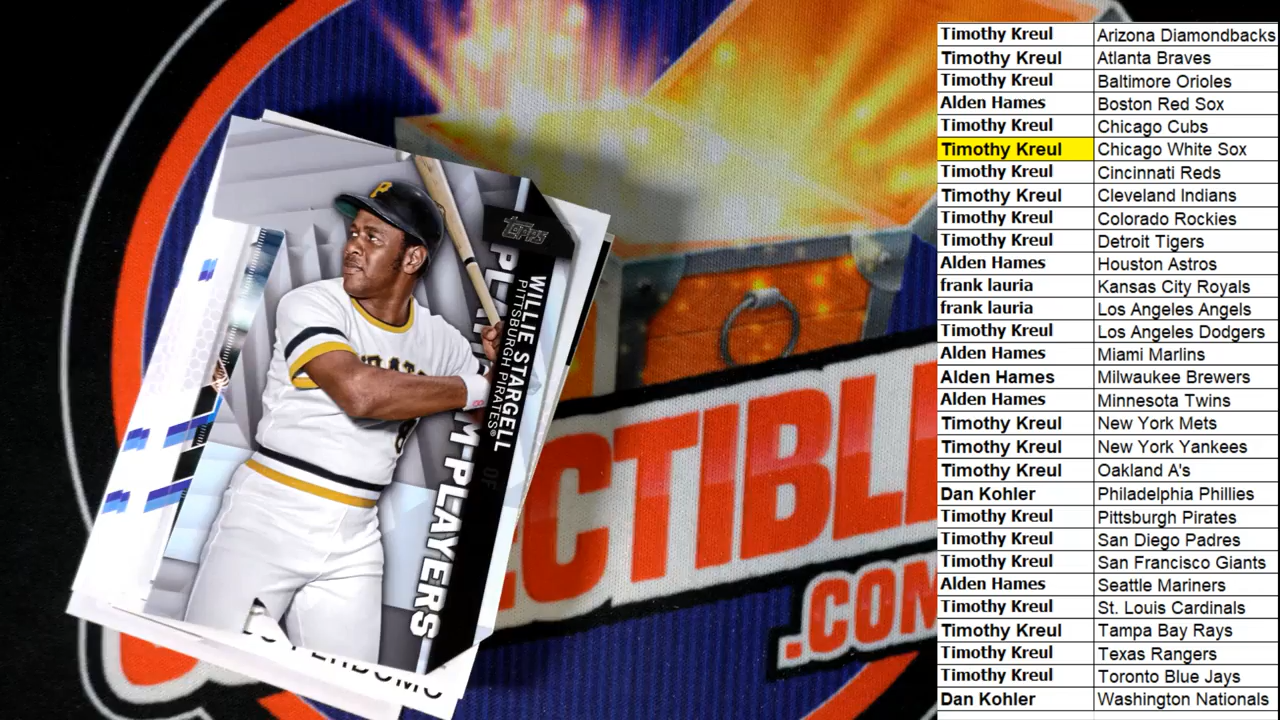 P
TOPPS
WILLIE STARGELL
PITTSBURGH PIRATES®
OF
M-PLAYERS
8
ECTIBLE
.COM
Timothy Kreul Arizona Diamondbacks
Timothy Kreul Atlanta Braves
Timothy Kreul Baltimore Orioles
Alden Hames Boston Red Sox
Timothy Kreul Chicago Cubs
Timothy Kreul Chicago White Sox
Timothy Kreul Cincinnati Reds
Timothy Kreul Cleveland Indians
Timothy Kreul Colorado Rockies
Timothy Kreul Detroit Tigers
Alden Hames Houston Astros
frank lauria Kansas City Royals
frank lauria Los Angeles Angels
Timothy Kreul Los Angeles Dodgers
Alden Hames Miami Marlins
Alden Hames Milwaukee Brewers
Alden Hames Minnesota Twins
Timothy Kreul New York Mets
Timothy Kreul New York Yankees
Timothy Kreul Oakland A's
Dan Kohler Philadelphia Phillies
Timothy Kreul Pittsburgh Pirates
Timothy Kreul San Diego Padres
Timothy Kreul San Francisco Giants
Alden Hames Seattle Mariners
Timothy Kreul St. Louis Cardinals
Timothy Kreul Tampa Bay Rays
Timothy Kreul Texas Rangers
Timothy Kreul Toronto Blue Jays
Dan Kohler Washington Nationals